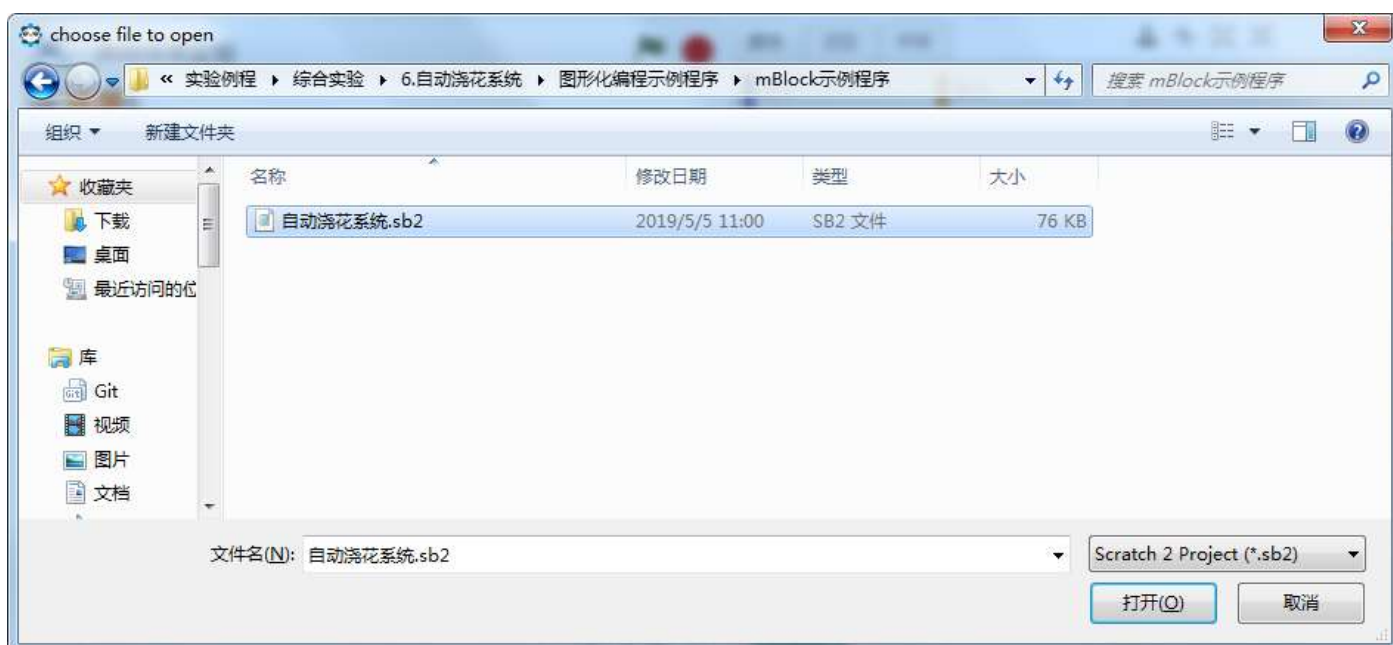 choose file to open
« 实验例程 ▸ 综合实验 ▸ 6.自动浇花系统 ▸ 图形化编程示例程序 ▸ mBlock示例程序
搜索 mBlock示例程序
组织 新建文件夹
名称 修改日期 类型 大小
收藏夹
自动浇花系统.sb2 2019/5/5 11:00 SB2 文件 76 KB
下载
桌面
最近访问的位
库
Git
视频
图片
文档
文件名(N): 自动浇花系统.sb2
Scratch 2 Project (*.sb2)
打开(O) 取消